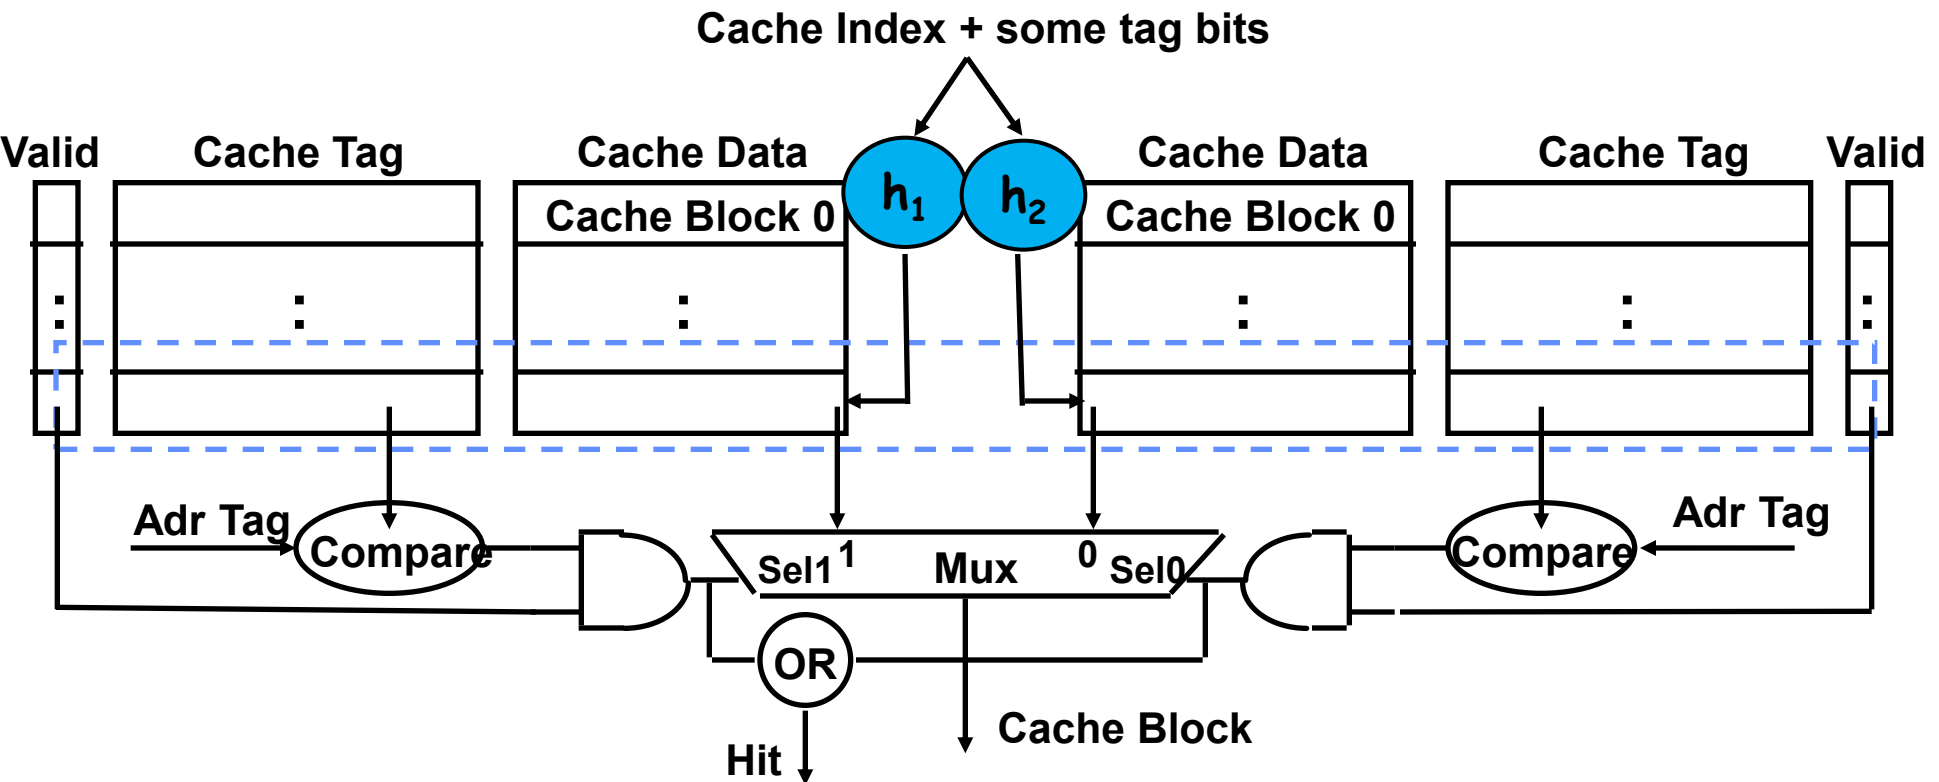 Cache Index + some tag bits
Valid Cache Tag Cache Data Cache Data Cache Tag Valid
h1 h2
Cache Block 0 Cache Block 0
: : : : : :
Adr Tag Adr Tag
Compare Sel1 1 Mux 0 Sel0 Compare
OR
Cache Block
Hit